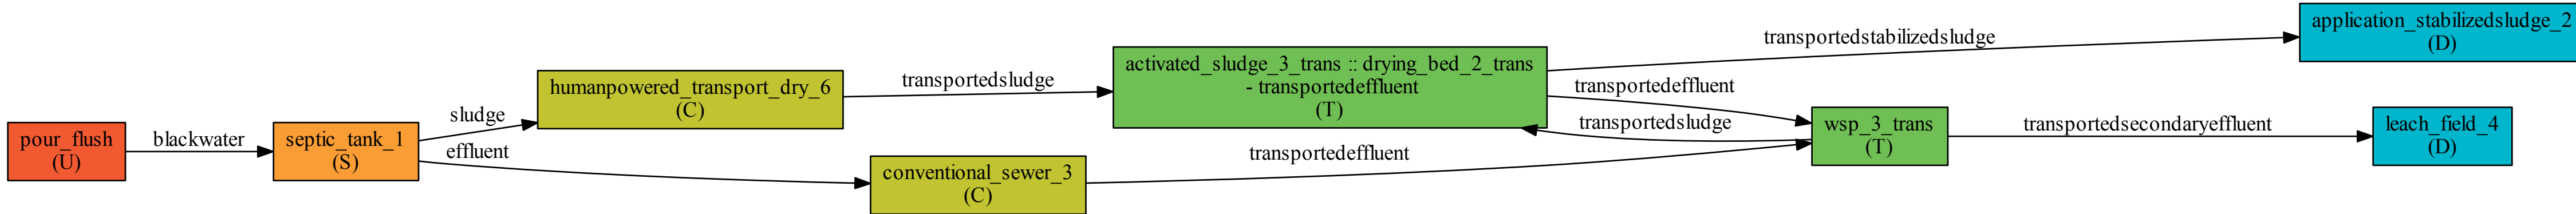 pour_flush
(U)
blackwater
septic_tank_1
(S)
sludge
effluent
humanpowered_transport_dry_6
(C)
conventional_sewer_3
(C)
transportedsludge
transportedeffluent
activated_sludge_3_trans :: drying_bed_2_trans
- transportedeffluent
(T)
transportedstabilizedsludge
transportedeffluent
transportedsludge
wsp_3_trans
(T)
transportedsecondaryeffluent
application_stabilizedsludge_2
(D)
leach_field_4
(D)